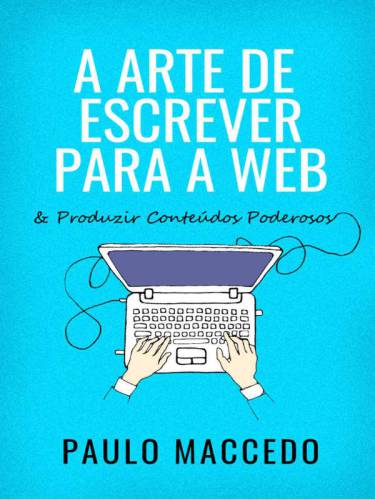 A ARTE DE
ESCREVER
PARA A WEB
& Produzir Conteúdos Poderosos
PAULO MACCEDO